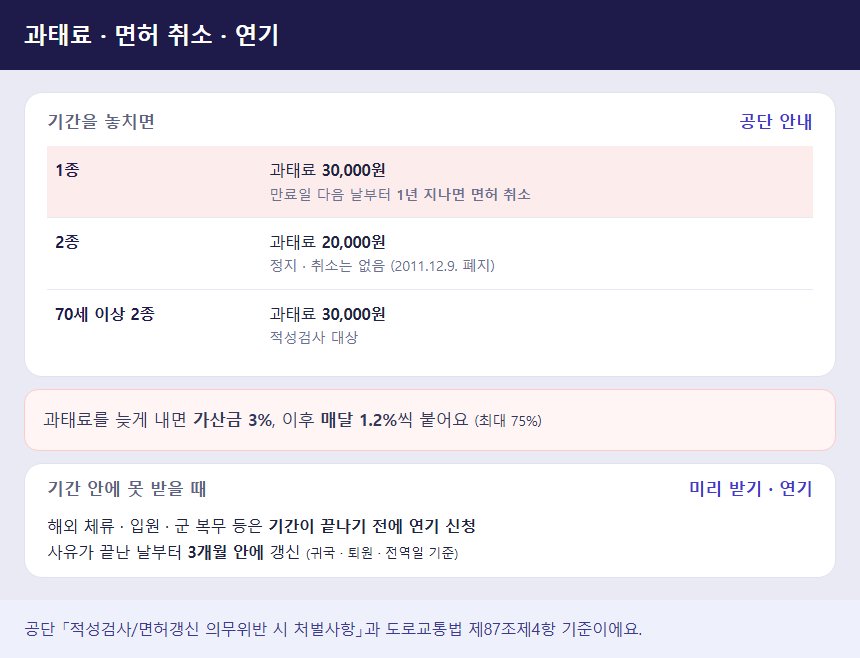 과태료 · 면허 취소 · 연기
기간을 놓치면
공단 안내
1종
과태료 30,000원
만료일 다음 날부터 1년 지나면 면허 취소
2종
과태료 20,000원
정지 · 취소는 없음 (2011.12.9. 폐지)
70세 이상 2종
과태료 30,000원
적성검사 대상
과태료를 늦게 내면 가산금 3%, 이후 매달 1.2%씩 붙어요 (최대 75%)
기간 안에 못 받을 때
미리 받기 · 연기
해외 체류 · 입원 · 군 복무 등은 기간이 끝나기 전에 연기 신청
사유가 끝난 날부터 3개월 안에 갱신 (귀국 · 퇴원 · 전역일 기준)
공단 「적성검사/면허갱신 의무위반 시 처벌사항」과 도로교통법 제87조제4항 기준이에요.